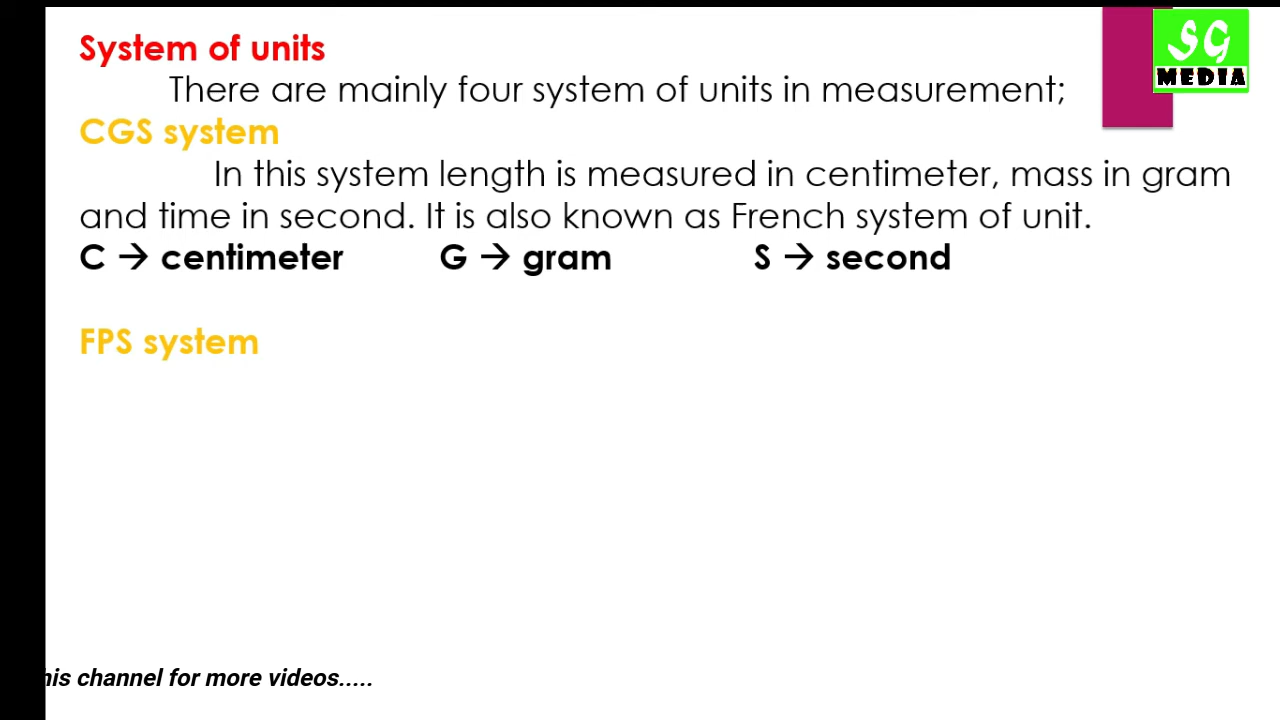 System of units
SG
MEDIA
There are mainly four system of units in measurement;
CGS system
In this system length is measured in centimeter, mass in gram
and time in second. It is also known as French system of unit.
C → centimeter G → gram S → second
FPS system
his channel for more videos.....